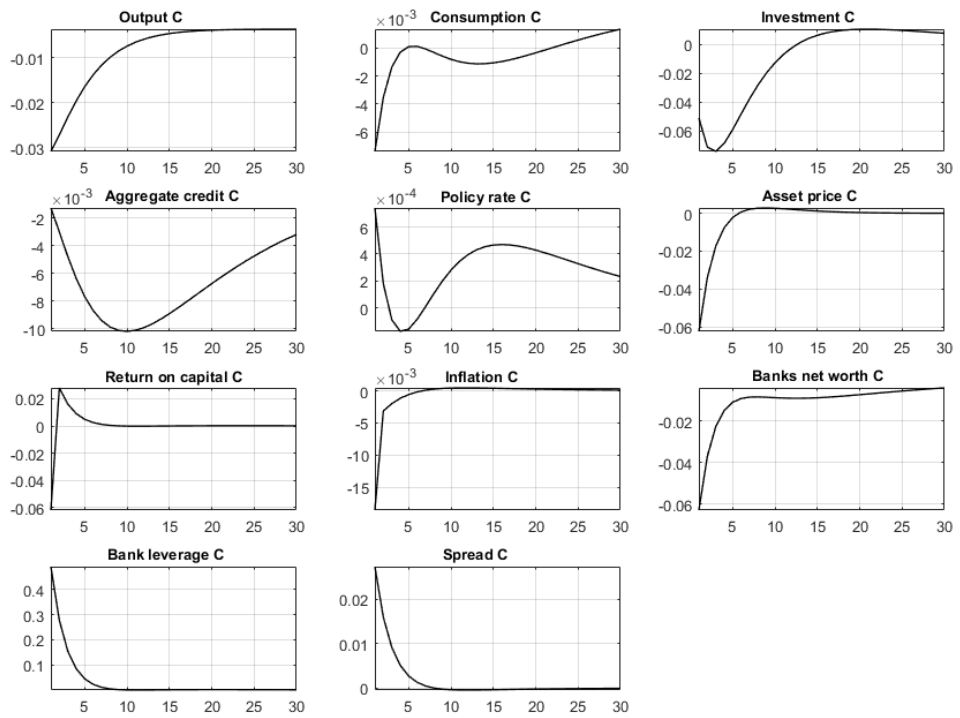 Output C
-0.01
-0.02
-0.03
5 10 15 20 25 30
Consumption C
×10⁻³
0
-2
-4
-6
5 10 15 20 25 30
Investment C
0
-0.02
-0.04
-0.06
5 10 15 20 25 30
Aggregate credit C
×10⁻³
-2
-4
-6
-8
-10
5 10 15 20 25 30
Policy rate C
×10⁻⁴
6
4
2
0
5 10 15 20 25 30
Asset price C
0
-0.02
-0.04
-0.06
5 10 15 20 25 30
Return on capital C
0.02
0
-0.02
-0.04
-0.06
5 10 15 20 25 30
Inflation C
×10⁻³
0
-5
-10
-15
5 10 15 20 25 30
Banks net worth C
-0.02
-0.04
-0.06
5 10 15 20 25 30
Bank leverage C
0.4
0.3
0.2
0.1
5 10 15 20 25 30
Spread C
0.02
0.01
0
5 10 15 20 25 30